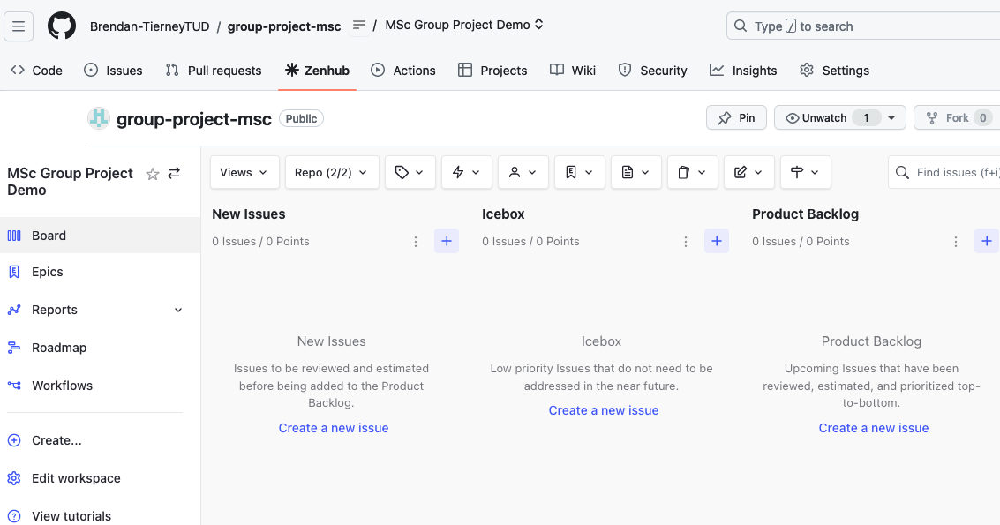 Brendan-TierneyTUD / group-project-msc / MSc Group Project Demo
Type / to search
Code Issues Pull requests Zenhub Actions Projects Wiki Security Insights Settings
group-project-msc Public
Pin Unwatch 1 Fork 0
MSc Group Project
Demo
Board
Epics
Reports
Roadmap
Workflows
Create...
Edit workspace
View tutorials
Views Repo (2/2) Find issues (f+i)
New Issues
0 Issues / 0 Points
New Issues
Issues to be reviewed and estimated
before being added to the Product
Backlog.
Create a new issue
Icebox
0 Issues / 0 Points
Icebox
Low priority Issues that do not need to be
addressed in the near future.
Create a new issue
Product Backlog
0 Issues / 0 Points
Product Backlog
Upcoming Issues that have been
reviewed, estimated, and prioritized top-
to-bottom.
Create a new issue